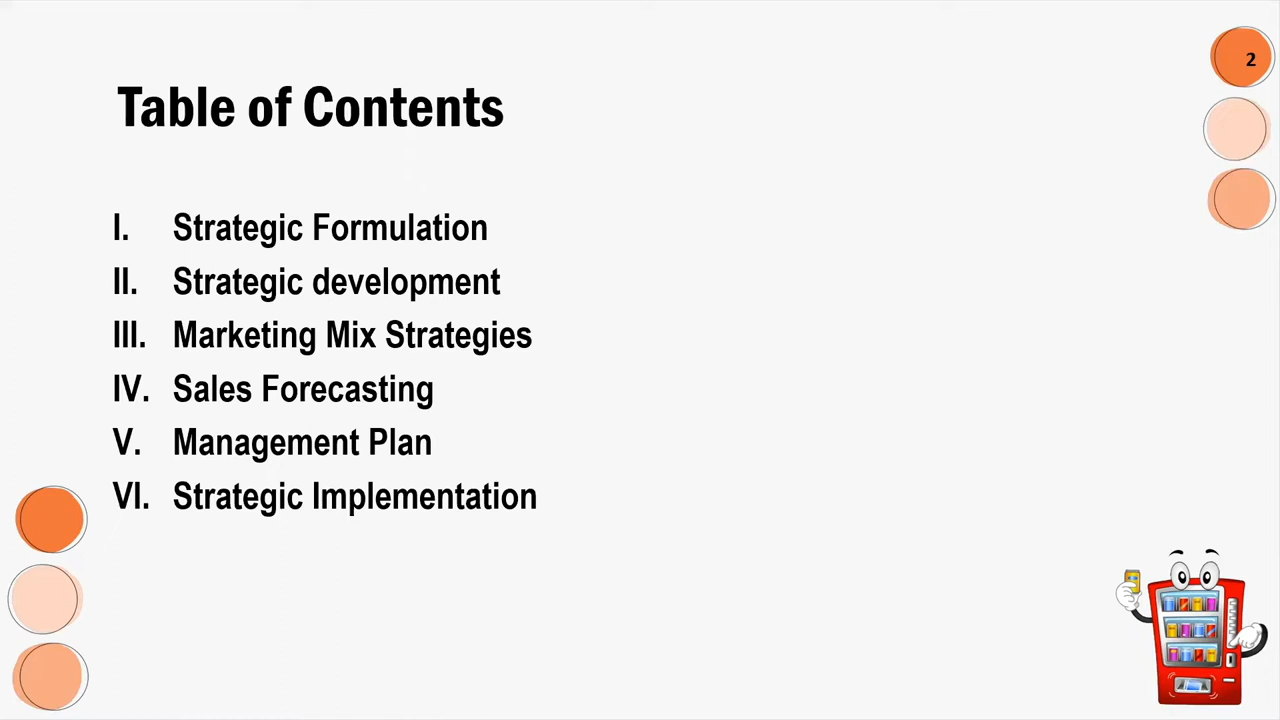 2
Table of Contents
I. Strategic Formulation
II. Strategic development
III. Marketing Mix Strategies
IV. Sales Forecasting
V. Management Plan
VI. Strategic Implementation